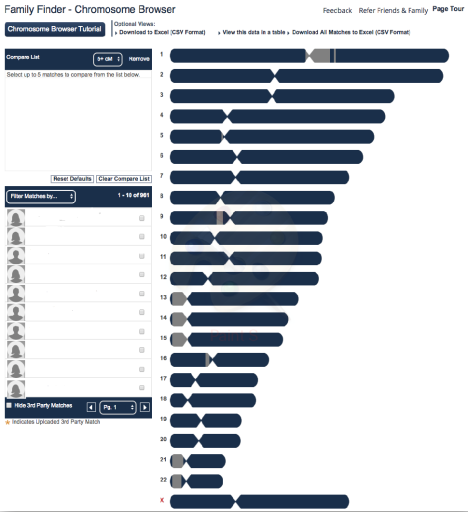 Family Finder - Chromosome Browser
Feecback Refer Friends & Family Page Tour
Chromosome Browser Tutorial
Optional Views:
Download to Excel (CSV Format) View this data in a table Download All Matches to Excel (CSV Format)
Compare List 5+ cM Remove
Select up to 5 matches to compare from the list below.
Reset Defaults Clear Compare List
Filter Matches by... 1 - 10 of 961
Hide 3rd Party Matches Pg. 1
Indicates Uploaded 3rd Party Match
1
2
3
4
5
6
7
8
9
10
11
12
13
14
15
16
17
18
19
20
21
22
X